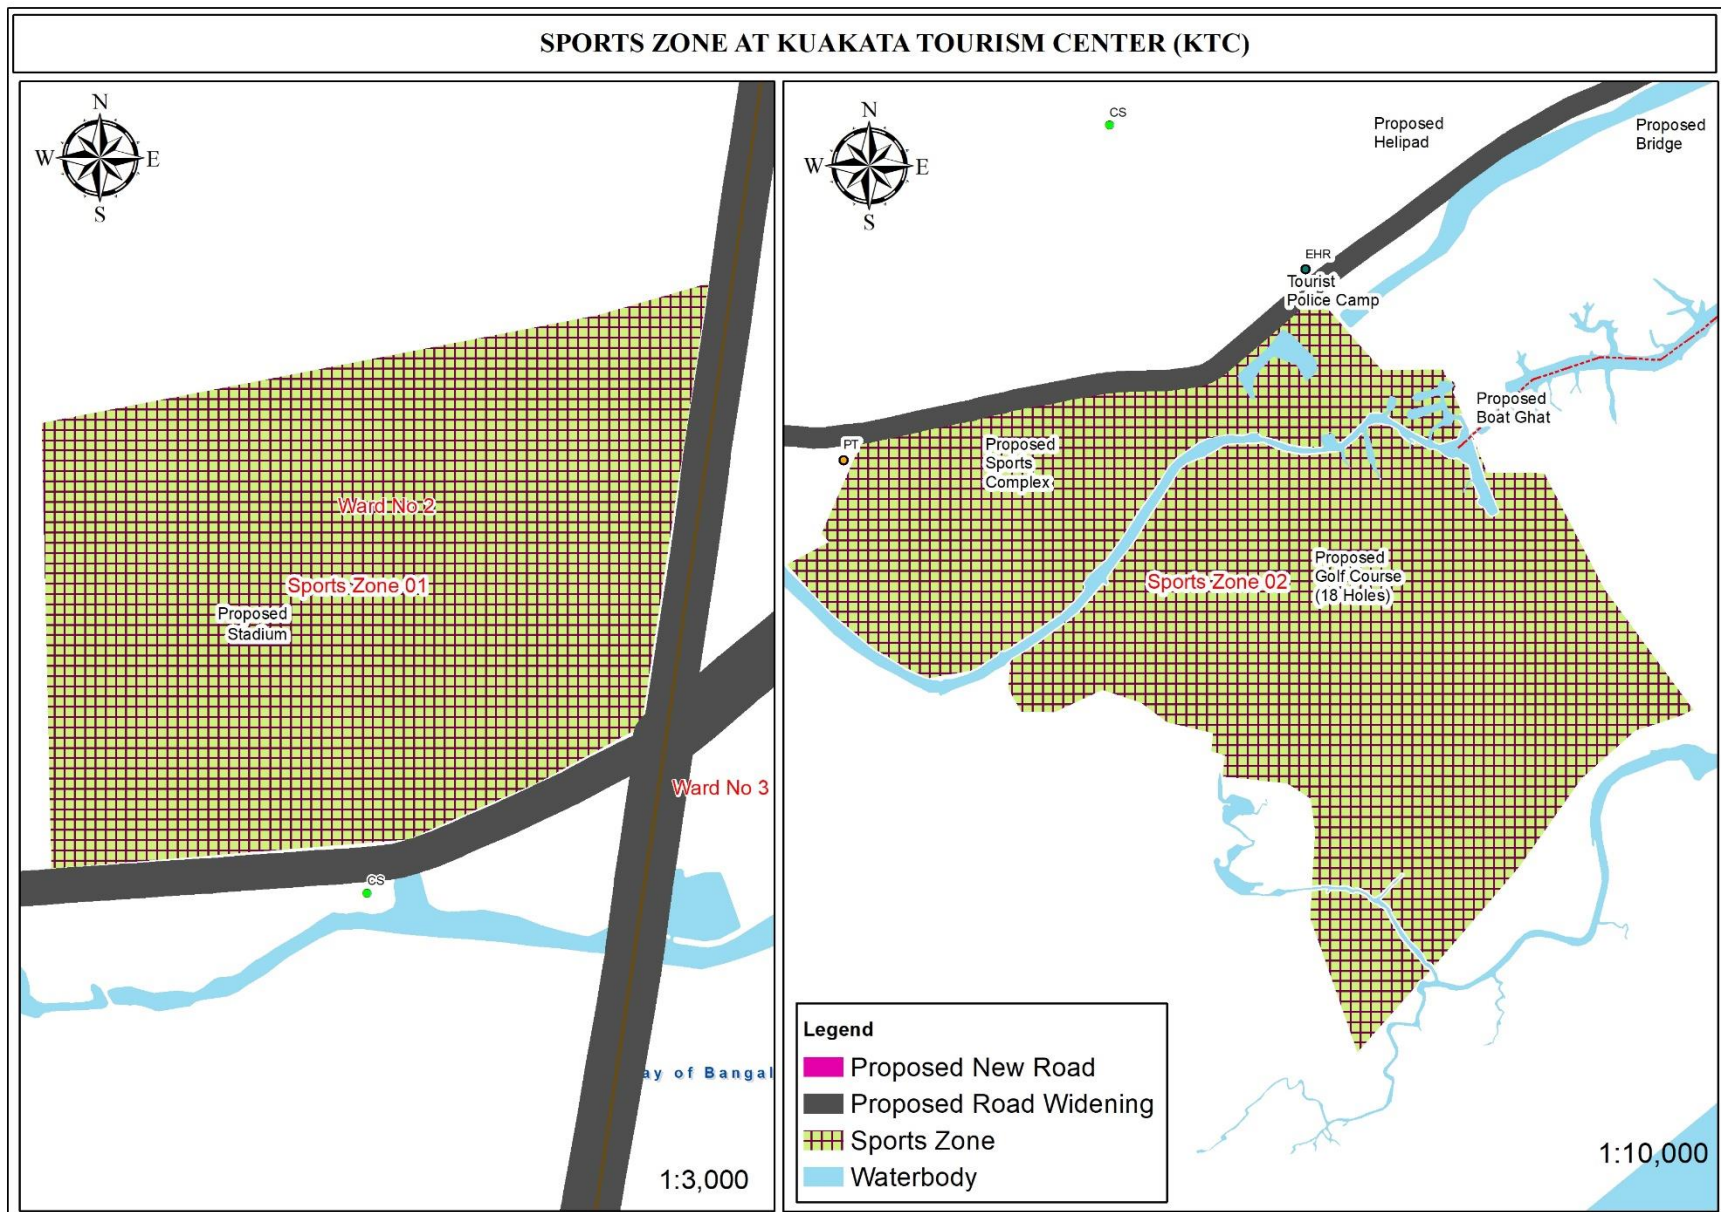 SPORTS ZONE AT KUAKATA TOURISM CENTER (KTC)
N
W
E
S
Ward No 2
Sports Zone 01
Proposed
Stadium
Ward No 3
CS
ay of Bangal
1:3,000
N
W
E
S
CS
Proposed
Helipad
Proposed
Bridge
EHR
Tourist
Police Camp
PT
Proposed
Sports
Complex
Proposed
Boat Ghat
Sports Zone 02
Proposed
Golf Course
(18 Holes)
Legend
Proposed New Road
Proposed Road Widening
Sports Zone
Waterbody
1:10,000